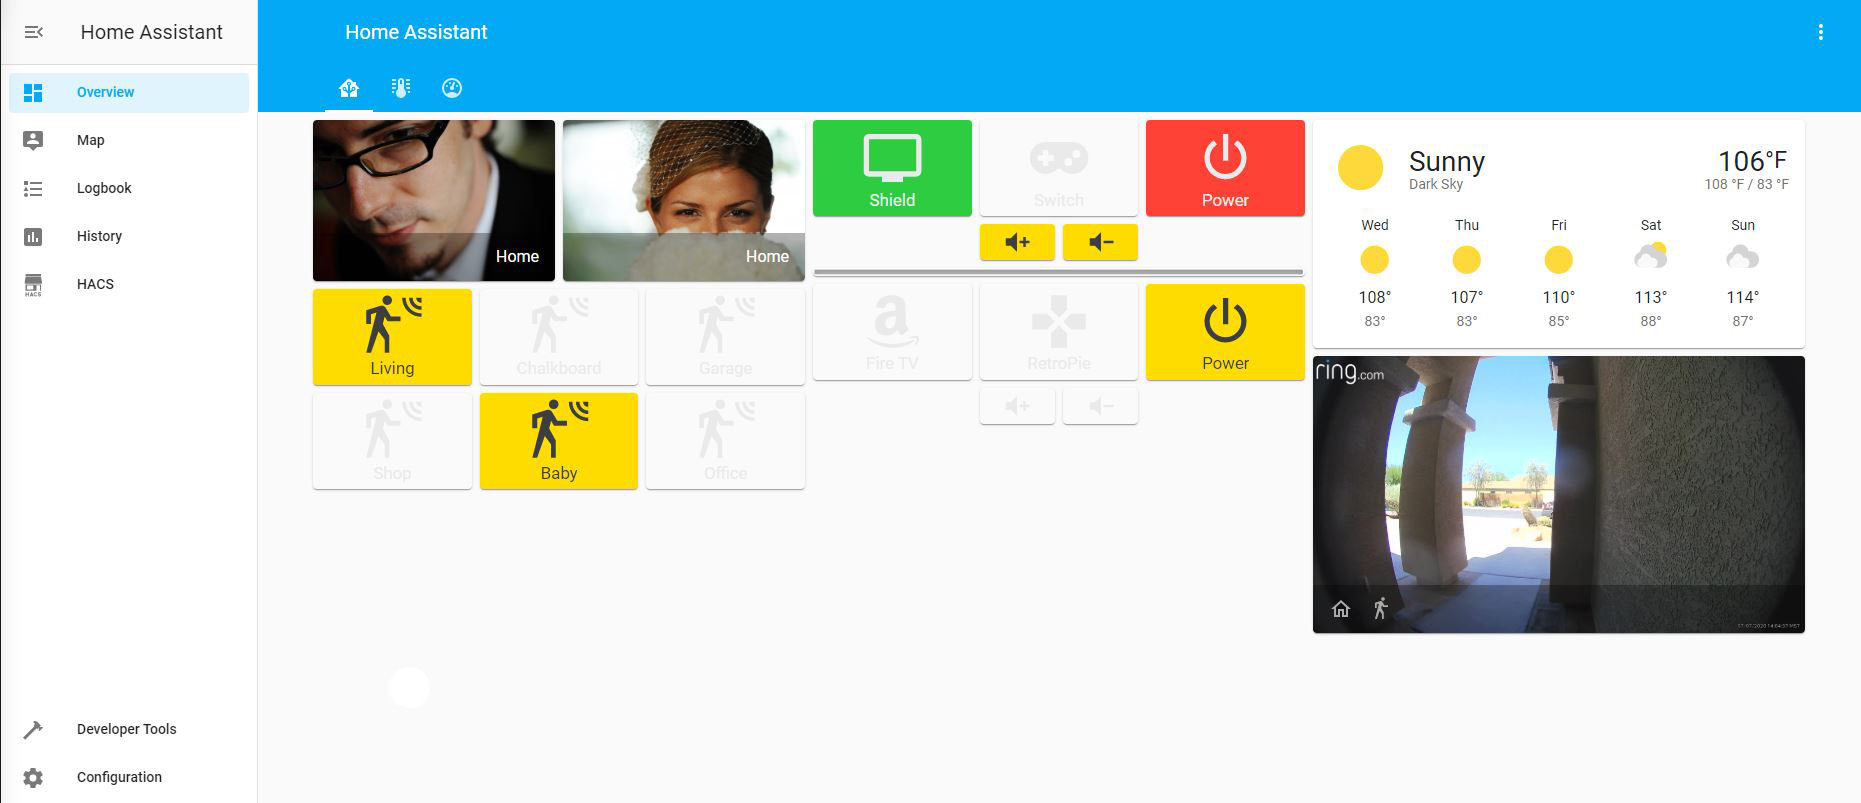 Home Assistant
Overview
Map
Logbook
History
HACS
HACS
Developer Tools
Configuration
Home Assistant
Home
Home
Living
Chalkboard
Garage
Shop
Baby
Office
Shield
Switch
Power
Fire TV
RetroPie
Power
Sunny
Dark Sky
106°F
108 °F / 83 °F
Wed Thu Fri Sat Sun
108° 107° 110° 113° 114°
83° 83° 85° 88° 87°
ring.com